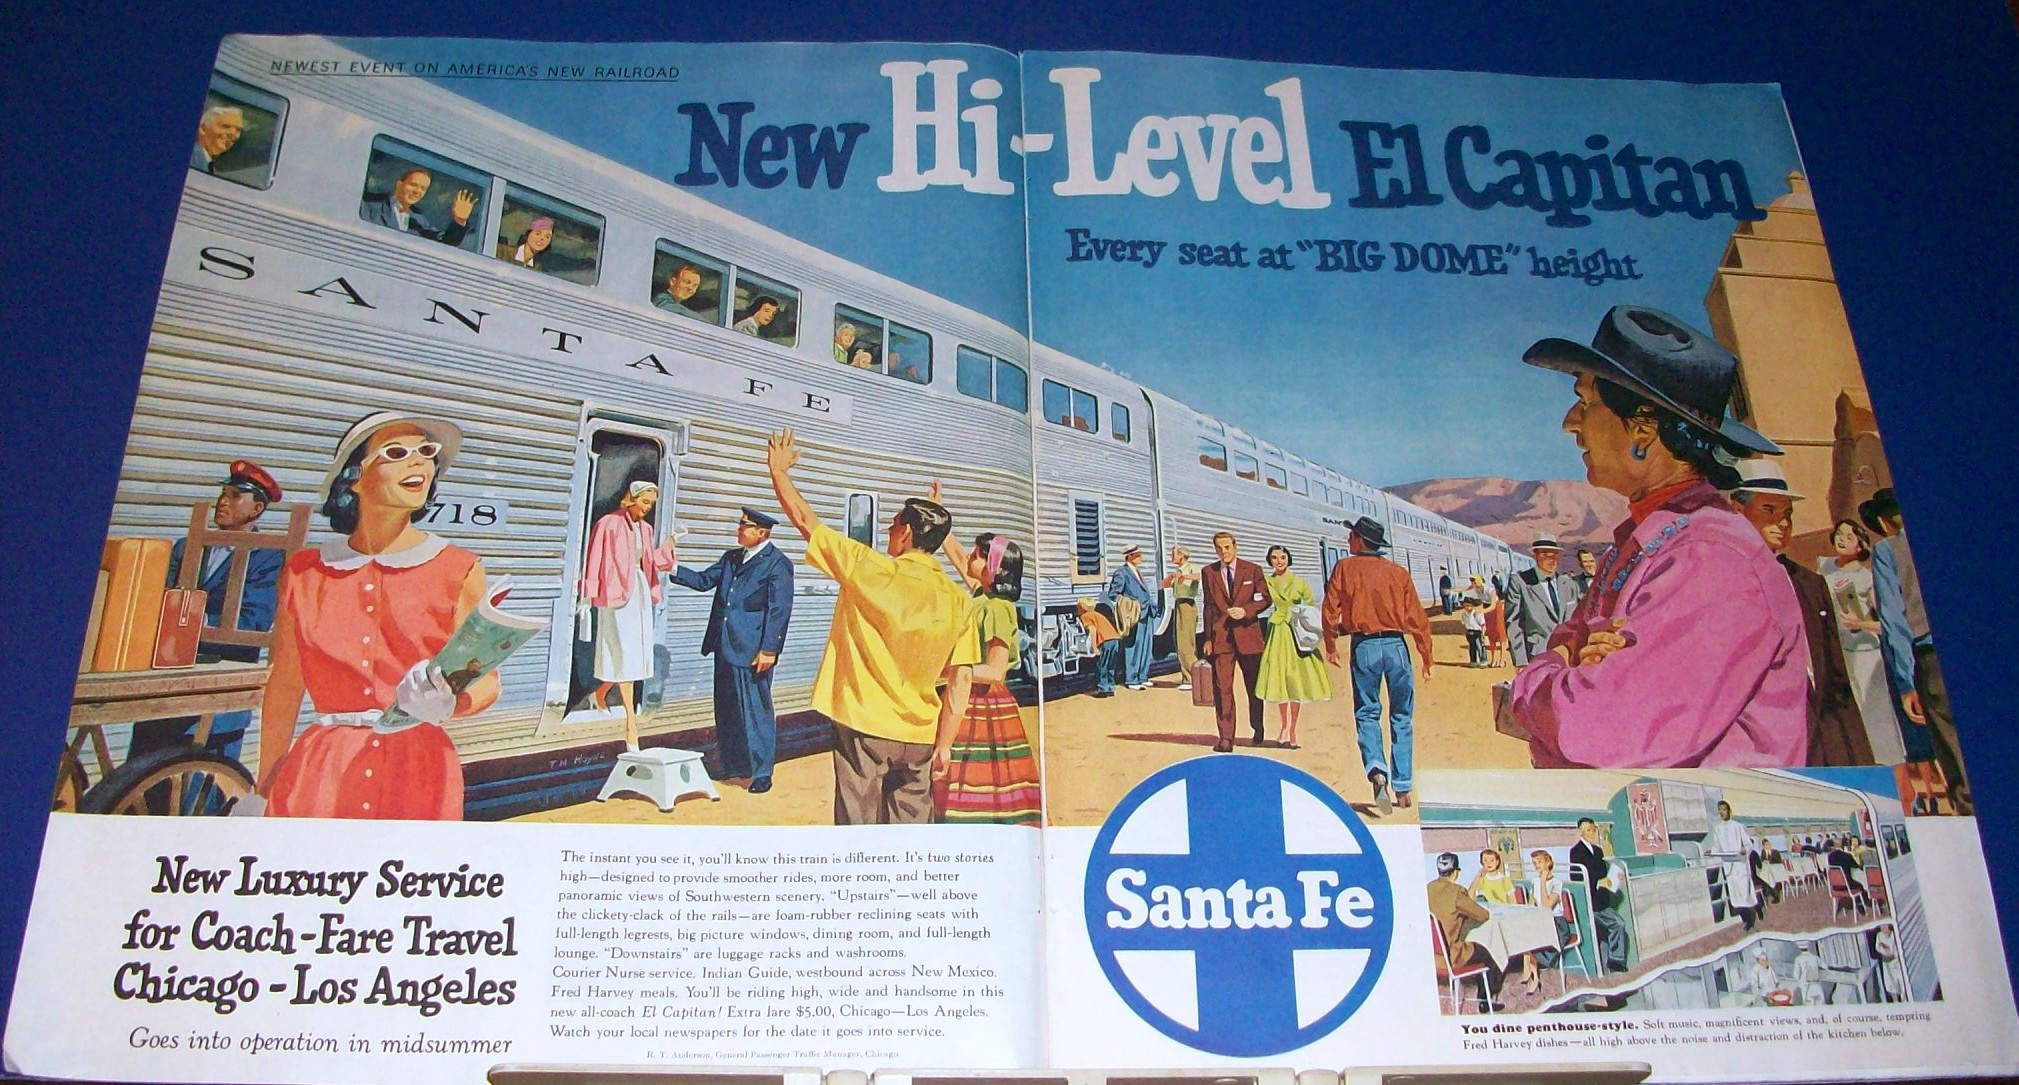 NEWEST EVENT ON AMERICA'S NEW RAILROAD
New Hi-Level El Capitan
Every seat at "BIG DOME" height
SANTA FE
718
SAN
T. H.
New Luxury Service
for Coach-Fare Travel
Chicago - Los Angeles
Goes into operation in midsummer
The instant you see it, you'll know this train is different. It's two stories
high—designed to provide smoother rides, more room, and better
panoramic views of Southwestern scenery. "Upstairs"—well above
the clickety-clack of the rails—are foam-rubber reclining seats with
full-length legrests, big picture windows, dining room, and full-length
lounge. "Downstairs" are luggage racks and washrooms.
Courier Nurse service. Indian Guide, westbound across New Mexico.
Fred Harvey meals. You'll be riding high, wide and handsome in this
new all-coach El Capitan! Extra fare $5.00, Chicago—Los Angeles.
Watch your local newspapers for the date it goes into service.
R. T. Anderson, General Passenger Traffic Manager, Chicago
Santa Fe
You dine penthouse-style. Soft music, magnificent views, and, of course, tempting
Fred Harvey dishes—all high above the noise and distraction of the kitchen below.